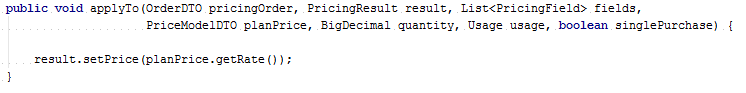 public void applyTo(OrderDTO pricingOrder, PricingResult result, List<PricingField> fields,
PriceModelDTO planPrice, BigDecimal quantity, Usage usage, boolean singlePurchase) {
result.setPrice(planPrice.getRate());
}